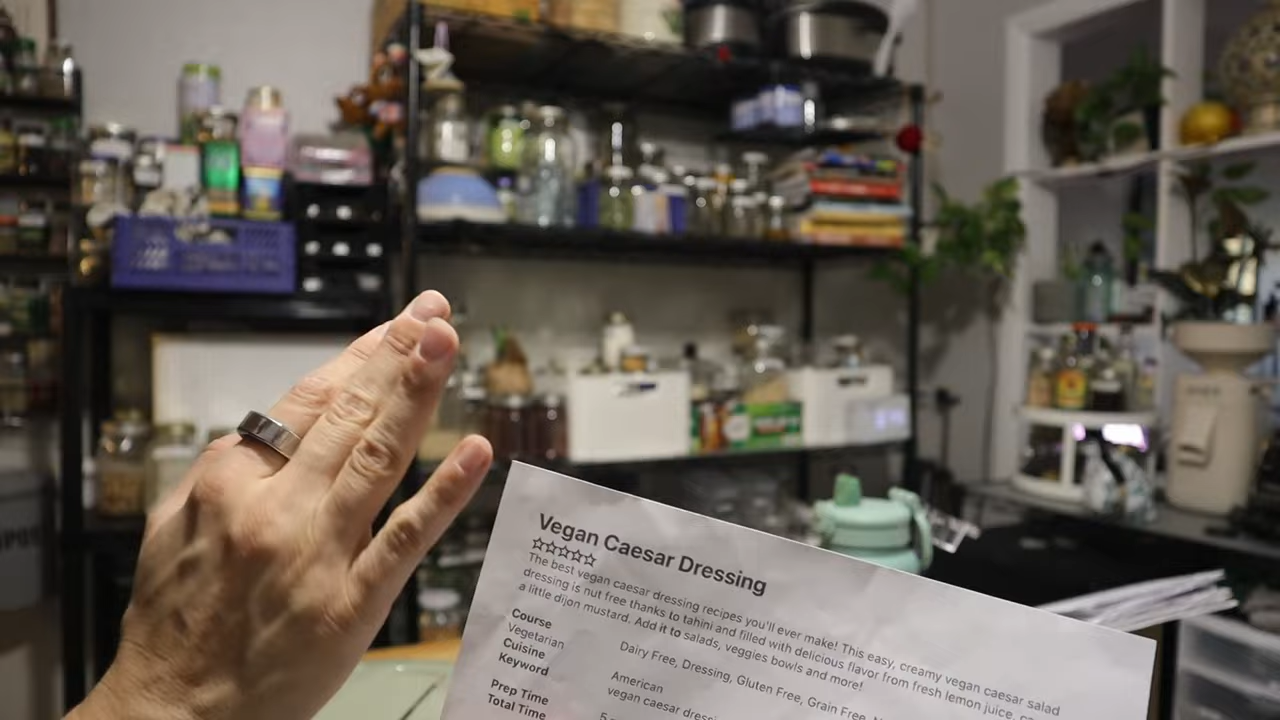 Vegan Caesar Dressing
The best vegan caesar dressing recipes you'll ever make! This easy, creamy vegan caesar salad
dressing is nut free thanks to tahini and filled with delicious flavor from fresh lemon juice,
a little dijon mustard. Add it to salads, veggies bowls and more!
Course
Vegetarian
Dairy Free, Dressing, Gluten Free, Grain Free,
Cuisine
American
Keyword
vegan caesar
Prep Time
Total Time